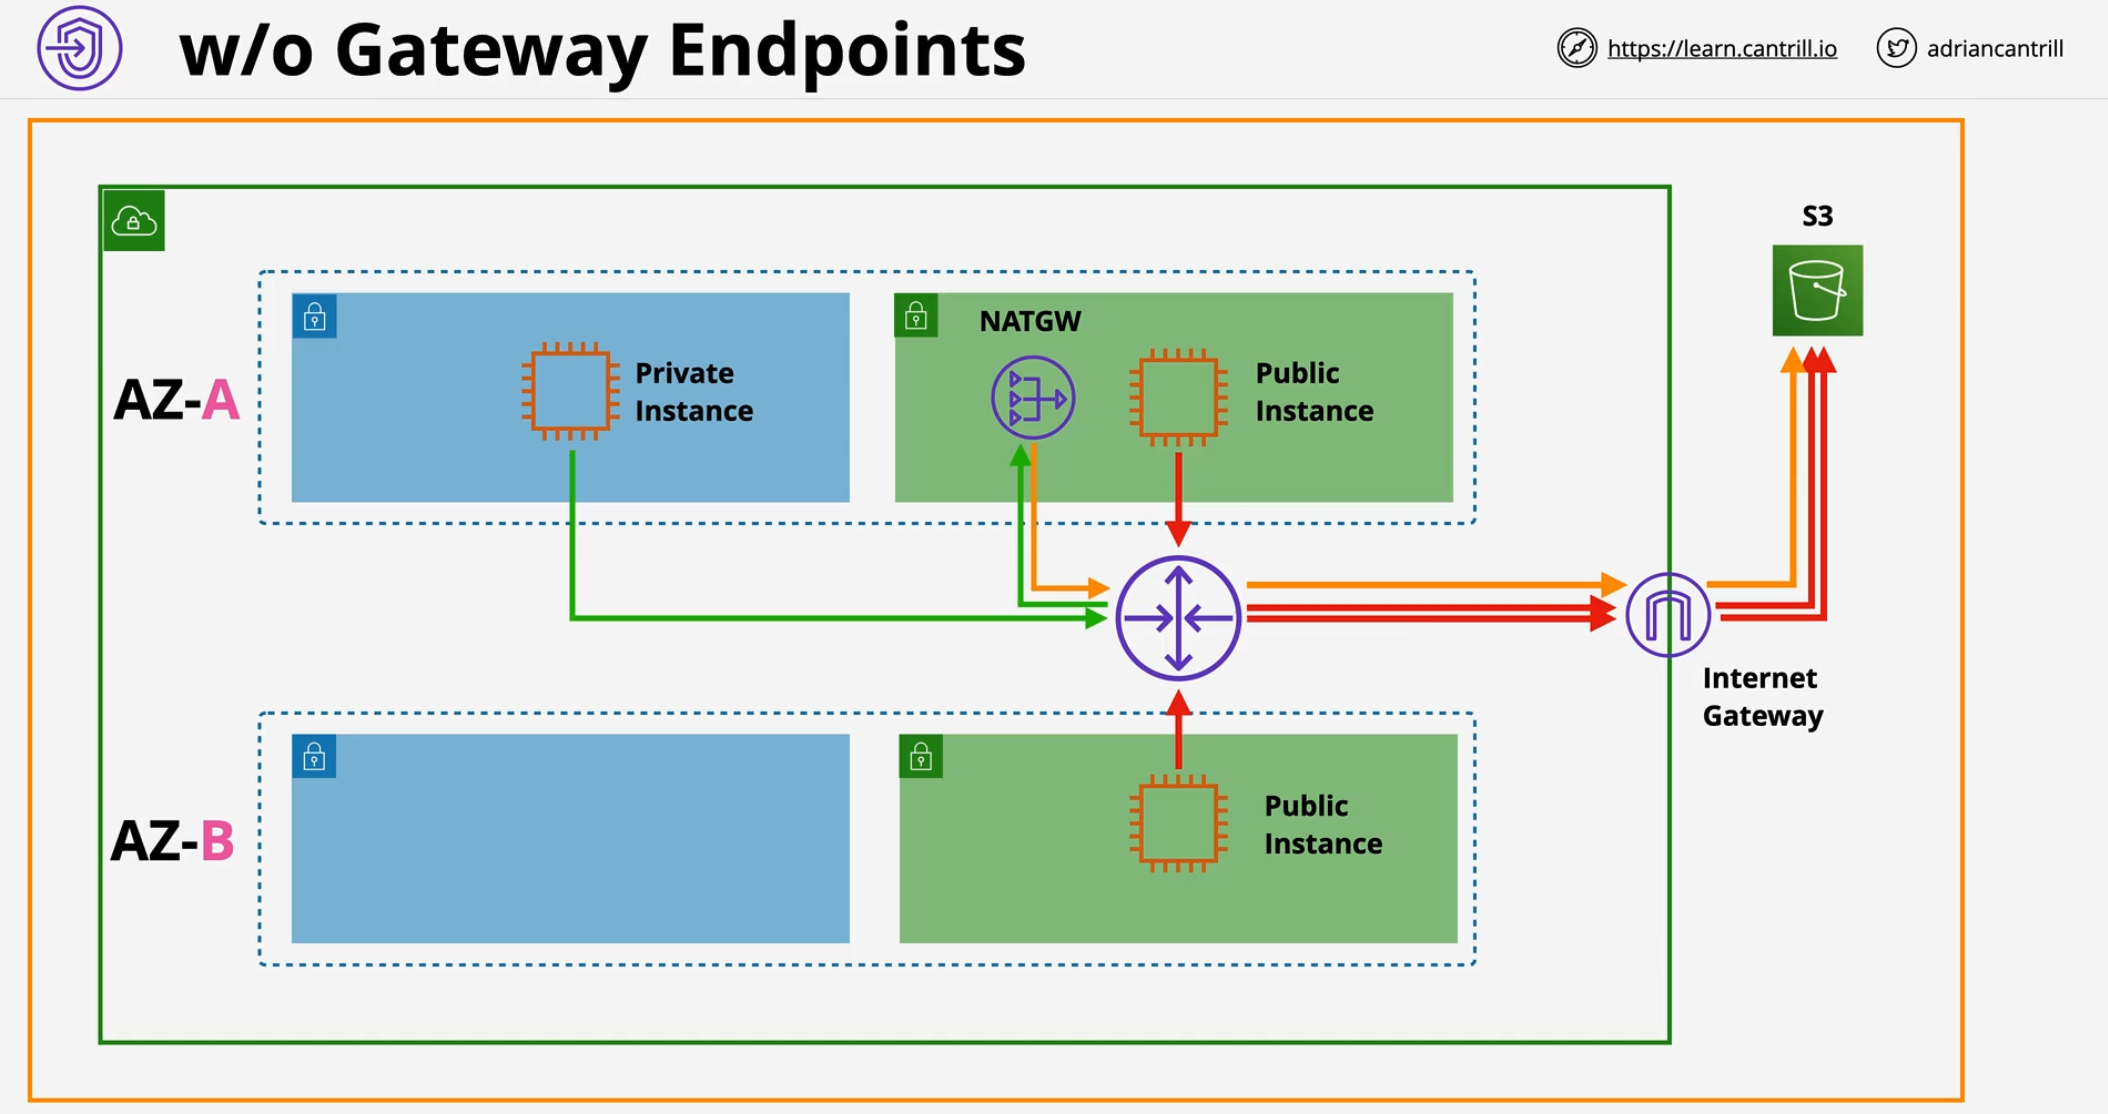 w/o Gateway Endpoints
https://learn.cantrill.io
adriancantrill
S3
NATGW
Private
Instance
Public
Instance
AZ-A
Internet
Gateway
AZ-B
Public
Instance